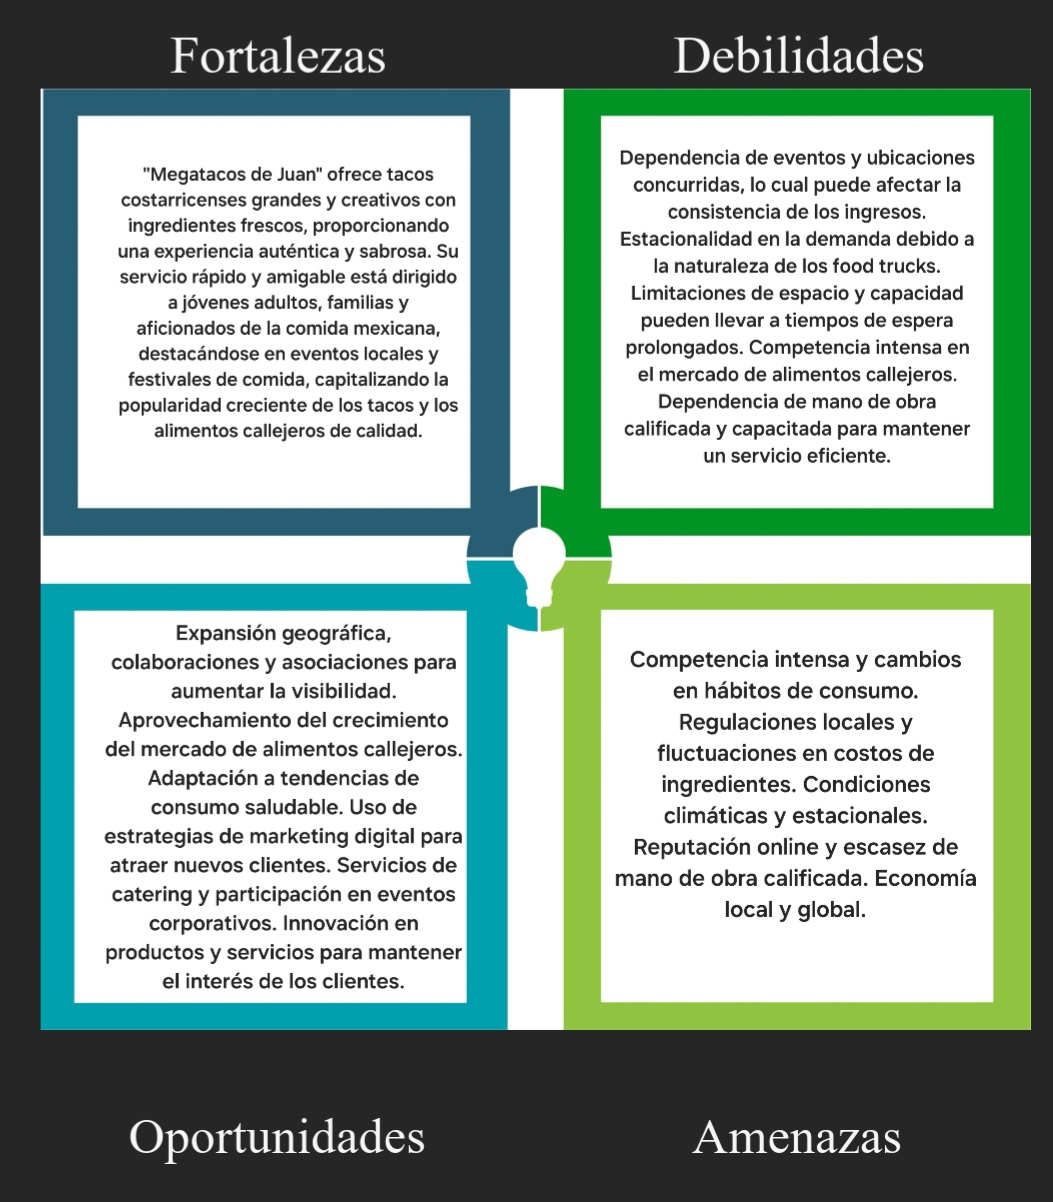 Fortalezas
Debilidades
"Megatacos de Juan" ofrece tacos
costarricenses grandes y creativos con
ingredientes frescos, proporcionando
una experiencia auténtica y sabrosa. Su
servicio rápido y amigable está dirigido
a jóvenes adultos, familias y
aficionados de la comida mexicana,
destacándose en eventos locales y
festivales de comida, capitalizando la
popularidad creciente de los tacos y los
alimentos callejeros de calidad.
Dependencia de eventos y ubicaciones
concurridas, lo cual puede afectar la
consistencia de los ingresos.
Estacionalidad en la demanda debido a
la naturaleza de los food trucks.
Limitaciones de espacio y capacidad
pueden llevar a tiempos de espera
prolongados. Competencia intensa en
el mercado de alimentos callejeros.
Dependencia de mano de obra
calificada y capacitada para mantener
un servicio eficiente.
Expansión geográfica,
colaboraciones y asociaciones para
aumentar la visibilidad.
Aprovechamiento del crecimiento
del mercado de alimentos callejeros.
Adaptación a tendencias de
consumo saludable. Uso de
estrategias de marketing digital para
atraer nuevos clientes. Servicios de
catering y participación en eventos
corporativos. Innovación en
productos y servicios para mantener
el interés de los clientes.
Competencia intensa y cambios
en hábitos de consumo.
Regulaciones locales y
fluctuaciones en costos de
ingredientes. Condiciones
climáticas y estacionales.
Reputación online y escasez de
mano de obra calificada. Economía
local y global.
Oportunidades
Amenazas